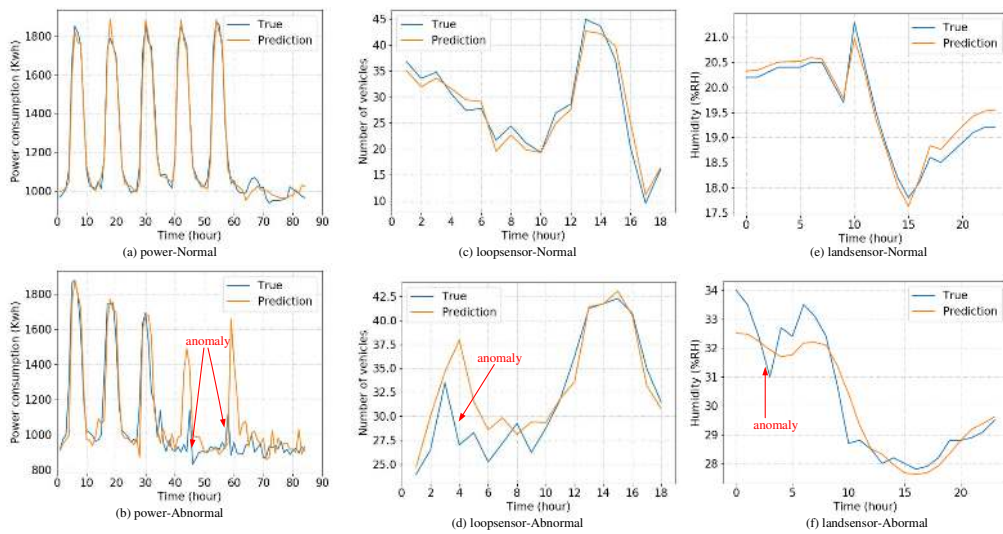 True
Prediction
Power consumption (Kwh)
1800
1600
1400
1200
1000
0 10 20 30 40 50 60 70 80 90
Time (hour)
(a) power-Normal
True
Prediction
Number of vehicles
45
40
35
30
25
20
15
10
0 2 4 6 8 10 12 14 16 18
Time (hour)
(c) loopsensor-Normal
True
Prediction
Humidity (%RH)
21.0
20.5
20.0
19.5
19.0
18.5
18.0
17.5
0 5 10 15 20
Time (hour)
(e) landsensor-Normal
True
Prediction
anomaly
Power consumption (Kwh)
1800
1600
1400
1200
1000
800
0 10 20 30 40 50 60 70 80 90
Time (hour)
(b) power-Abnormal
True
Prediction
anomaly
Number of vehicles
42.5
40.0
37.5
35.0
32.5
30.0
27.5
25.0
0 2 4 6 8 10 12 14 16 18
Time (hour)
(d) loopsensor-Abnormal
True
Prediction
anomaly
Humidity (%RH)
34
33
32
31
30
29
28
0 5 10 15 20
Time (hour)
(f) landsensor-Abormal